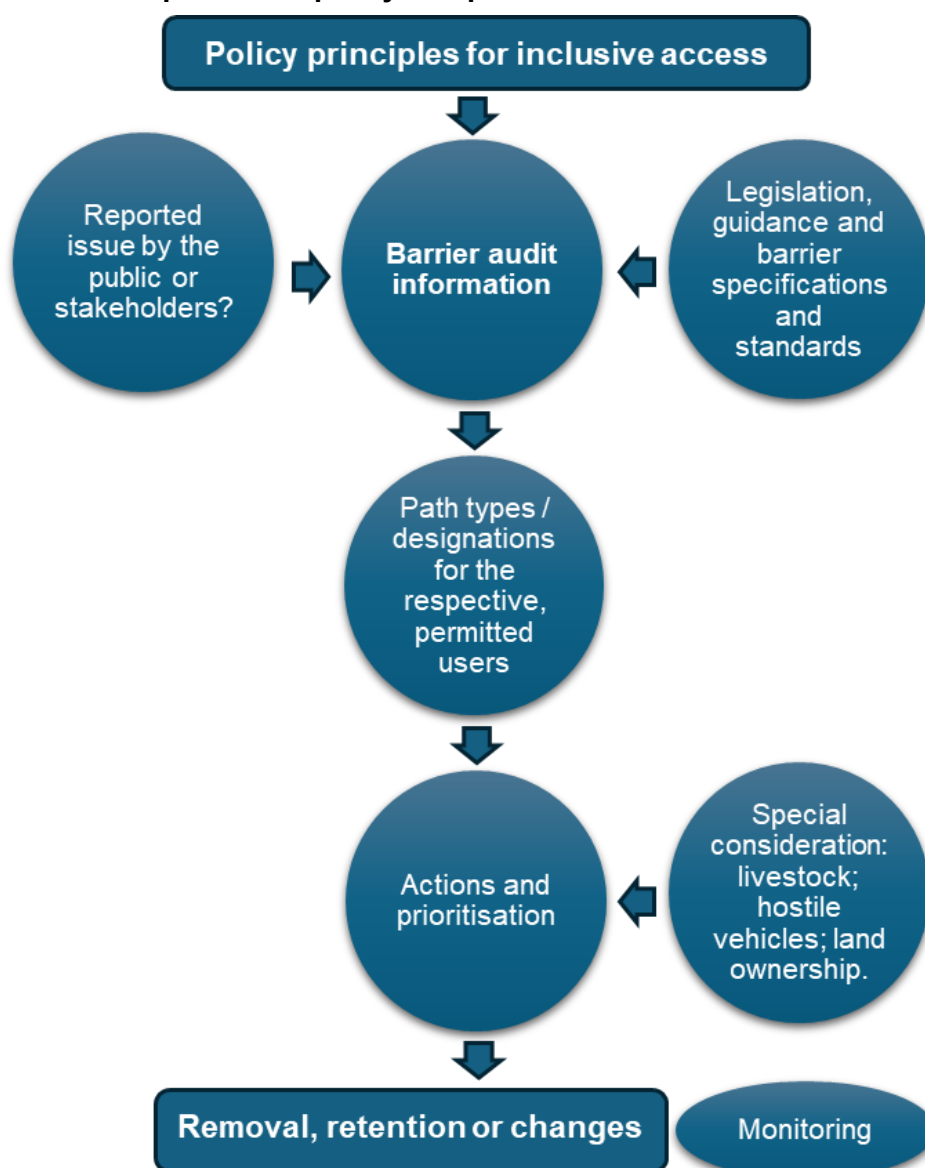 Policy principles for inclusive access
Reported
issue by the
public or
stakeholders?
Barrier audit
information
Legislation,
guidance and
barrier
specifications
and
standards
Path types /
designations
for the
respective,
permitted
users
Actions and
prioritisation
Special
consideration:
livestock;
hostile
vehicles; land
ownership.
Removal, retention or changes
Monitoring